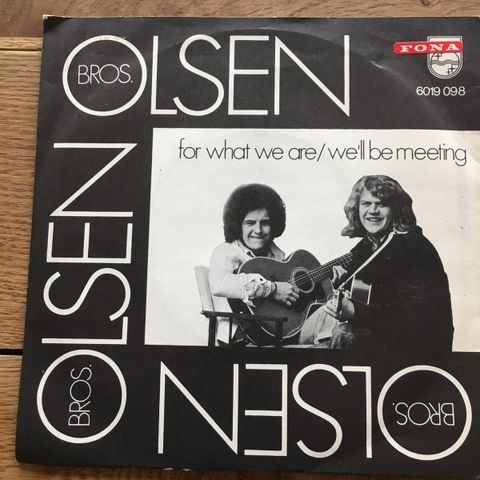 BROS.
OLSEN
FONA
6019 098
for what we are/we'll be meeting
BROS.
OLSEN
BROS.
OLSEN